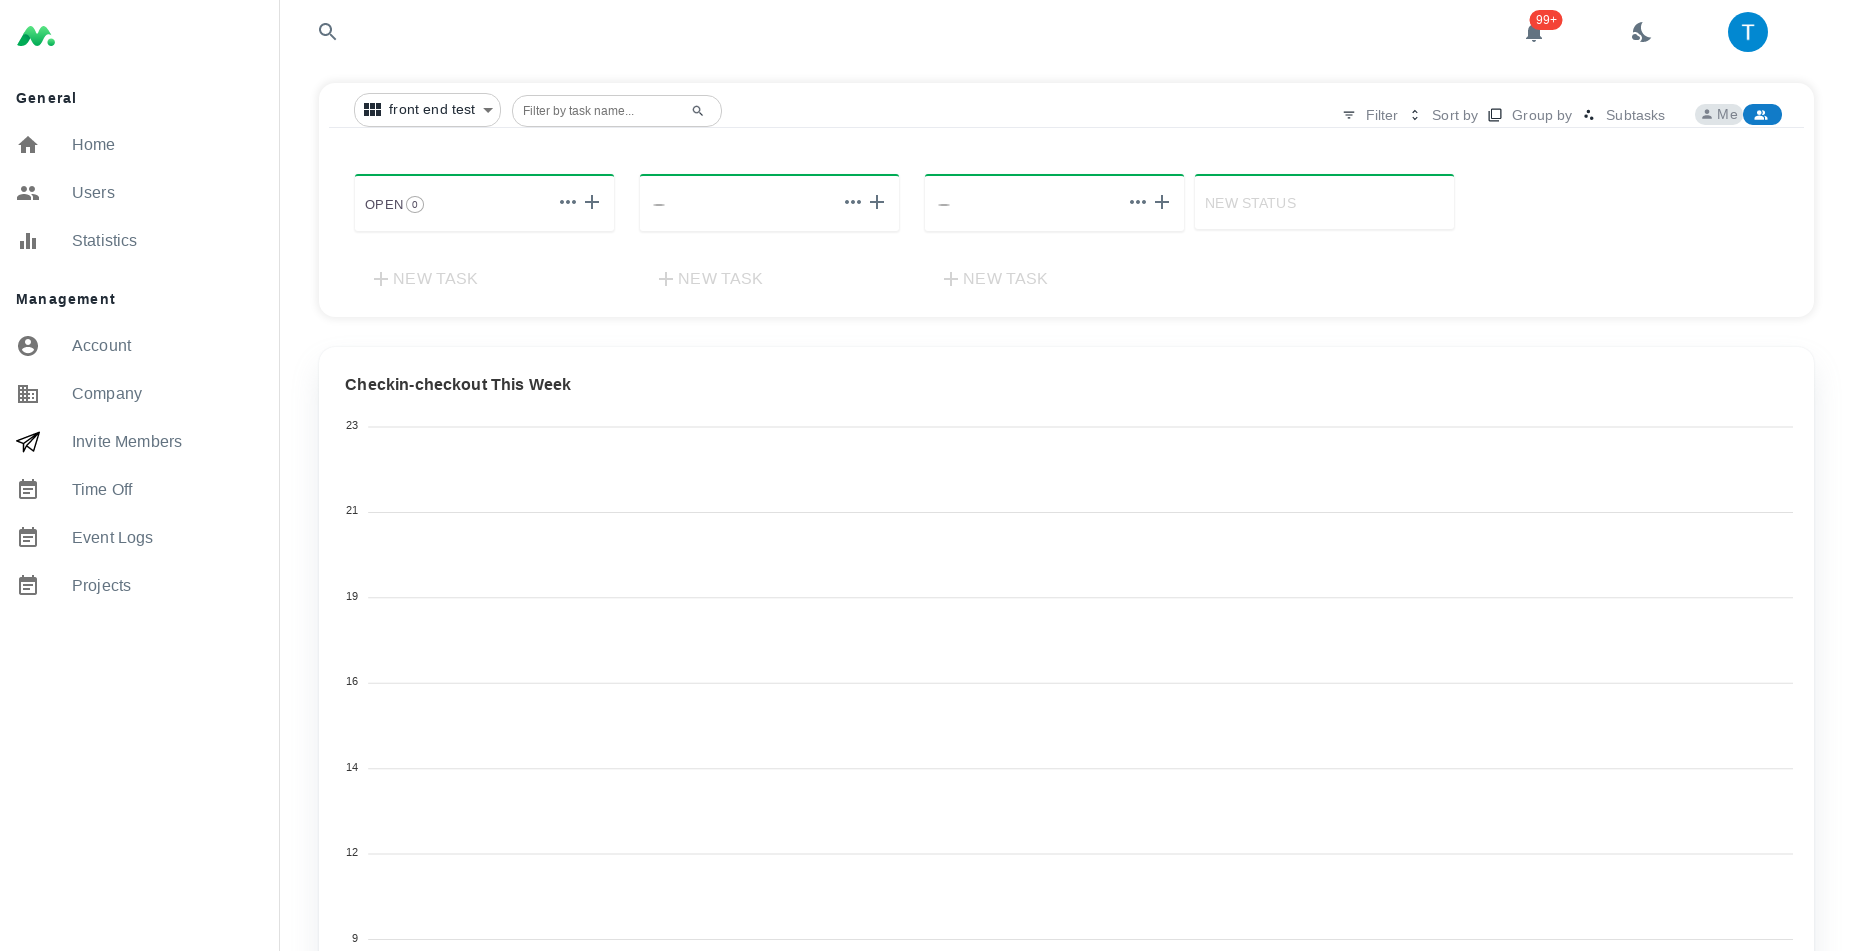 99+
T
General
Home
Users
Statistics
Management
Account
Company
Invite Members
Time Off
Event Logs
Projects
front end test
Filter by task name...
Filter
Sort by
Group by
Subtasks
Me
OPEN 0
NEW STATUS
NEW TASK
NEW TASK
NEW TASK
Checkin-checkout This Week
23
21
19
16
14
12
9